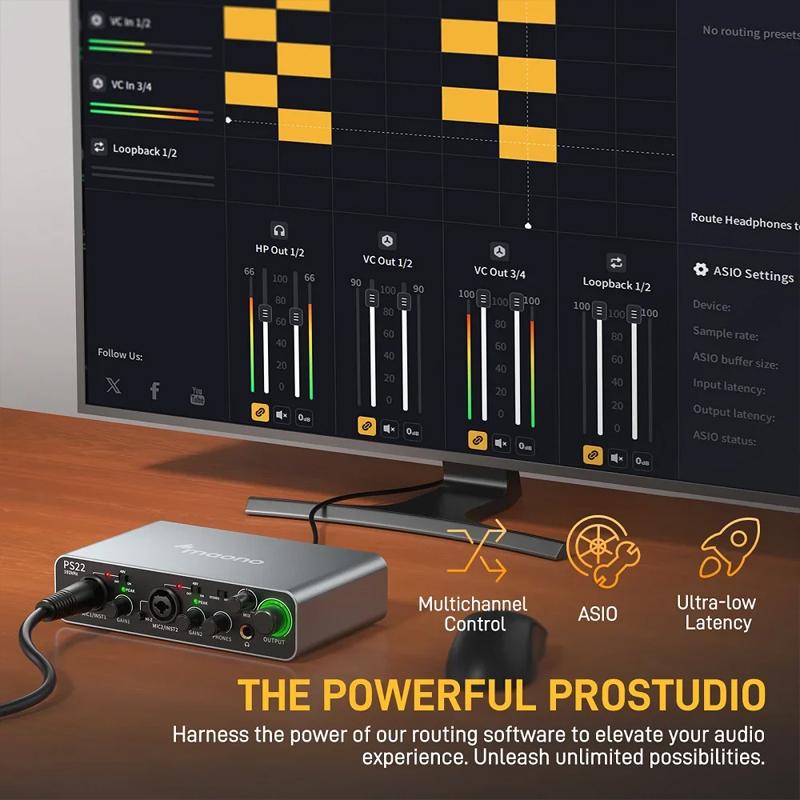 VC In 1/2
No routing presets
VC In 3/4
Loopback 1/2
Route Headphones to
HP Out 1/2
VC Out 1/2
VC Out 3/4
Loopback 1/2
ASIO Settings
66 100 66
90 100 90
100 100 100
100 100 100
80
80
80
80
60
60
60
60
40
40
40
40
20
20
20
20
0
0
0
0
Device:
Sample rate:
ASIO buffer size:
Input latency:
Output latency:
ASIO status:
Follow Us:
You
Tube
0dB
0dB
0dB
0dB
maono
PS22
192kHz
48V
48V
PEAK
PEAK
MIC1/INST1
GAIN1
MIC2/INST2
GAIN2
PHONES
MIX
OUTPUT
Multichannel
Control
ASIO
Ultra-low
Latency
THE POWERFUL PROSTUDIO
Harness the power of our routing software to elevate your audio
experience. Unleash unlimited possibilities.